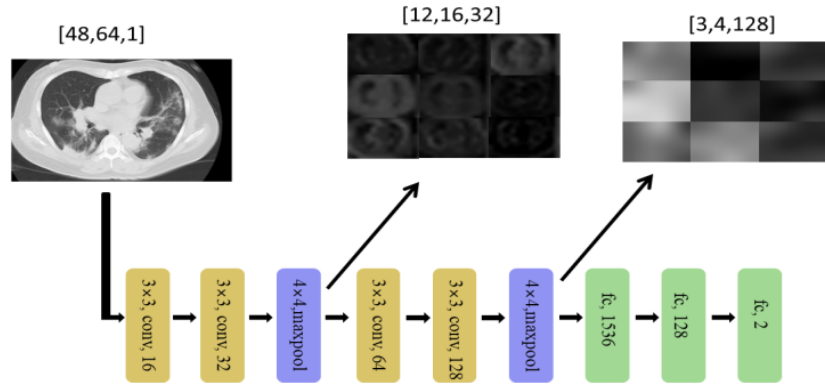 [48,64,1]
[12,16,32]
[3,4,128]
3×3, conv, 16
3×3, conv, 32
4×4,maxpool
3×3, conv, 64
3×3, conv, 128
4×4,maxpool
fc, 1536
fc, 128
fc, 2